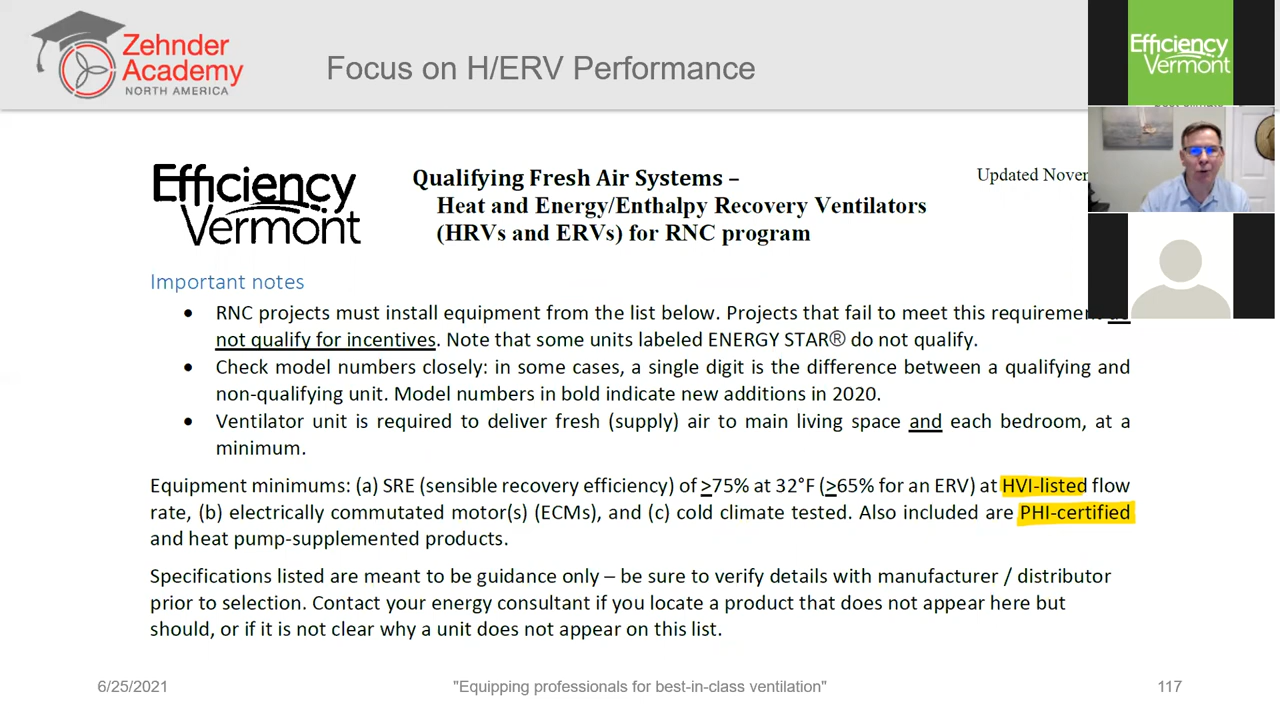 Zehnder
Academy
NORTH AMERICA
Focus on H/ERV Performance
Efficiency
Vermont
Efficiency
Vermont
Qualifying Fresh Air Systems –
Heat and Energy/Enthalpy Recovery Ventilators
(HRVs and ERVs) for RNC program
Updated
Important notes
• RNC projects must install equipment from the list below. Projects that fail to meet this requirement
not qualify for incentives. Note that some units labeled ENERGY STAR® do not qualify.
• Check model numbers closely: in some cases, a single digit is the difference between a qualifying and
non-qualifying unit. Model numbers in bold indicate new additions in 2020.
• Ventilator unit is required to deliver fresh (supply) air to main living space and each bedroom, at a
minimum.
Equipment minimums: (a) SRE (sensible recovery efficiency) of >75% at 32°F (>65% for an ERV) at HVI-listed flow
rate, (b) electrically commutated motor(s) (ECMs), and (c) cold climate tested. Also included are PHI-certified
and heat pump-supplemented products.
Specifications listed are meant to be guidance only – be sure to verify details with manufacturer / distributor
prior to selection. Contact your energy consultant if you locate a product that does not appear here but
should, or if it is not clear why a unit does not appear on this list.
6/25/2021
"Equipping professionals for best-in-class ventilation"
117